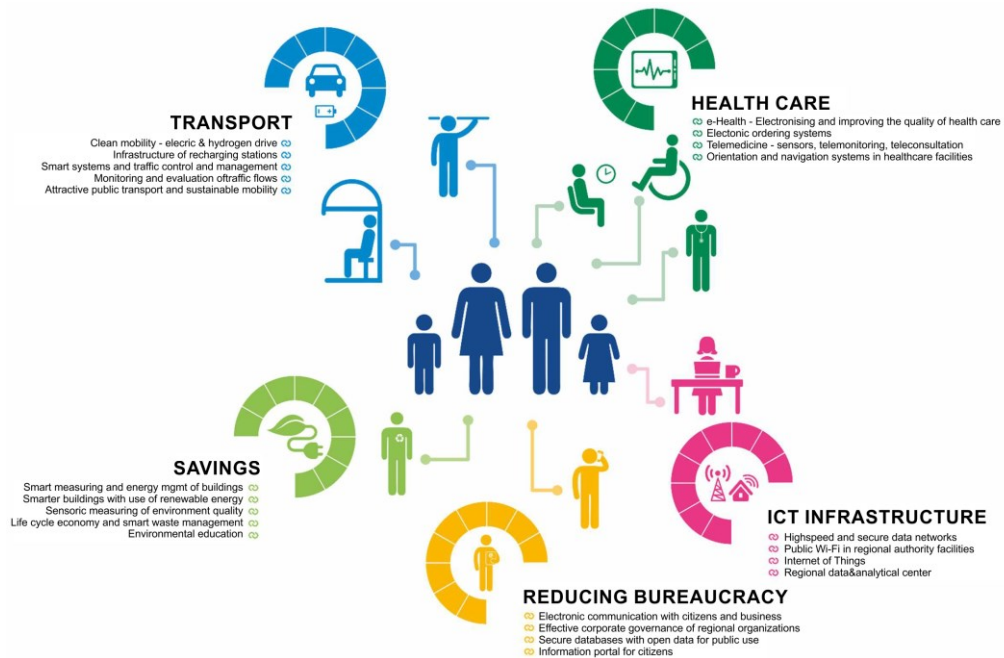 TRANSPORT
Clean mobility - elecric & hydrogen drive
Infrastructure of recharging stations
Smart systems and traffic control and management
Monitoring and evaluation oftraffic flows
Attractive public transport and sustainable mobility
HEALTH CARE
e-Health - Electronising and improving the quality of health care
Electonic ordering systems
Telemedicine - sensors, telemonitoring, teleconsultation
Orientation and navigation systems in healthcare facilities
SAVINGS
Smart measuring and energy mgmt of buildings
Smarter buildings with use of renewable energy
Sensoric measuring of environment quality
Life cycle economy and smart waste management
Environmental education
ICT INFRASTRUCTURE
Highspeed and secure data networks
Public Wi-Fi in regional authority facilities
Internet of Things
Regional data&analytical center
REDUCING BUREAUCRACY
Electronic communication with citizens and business
Effective corporate governance of regional organizations
Secure databases with open data for public use
Information portal for citizens